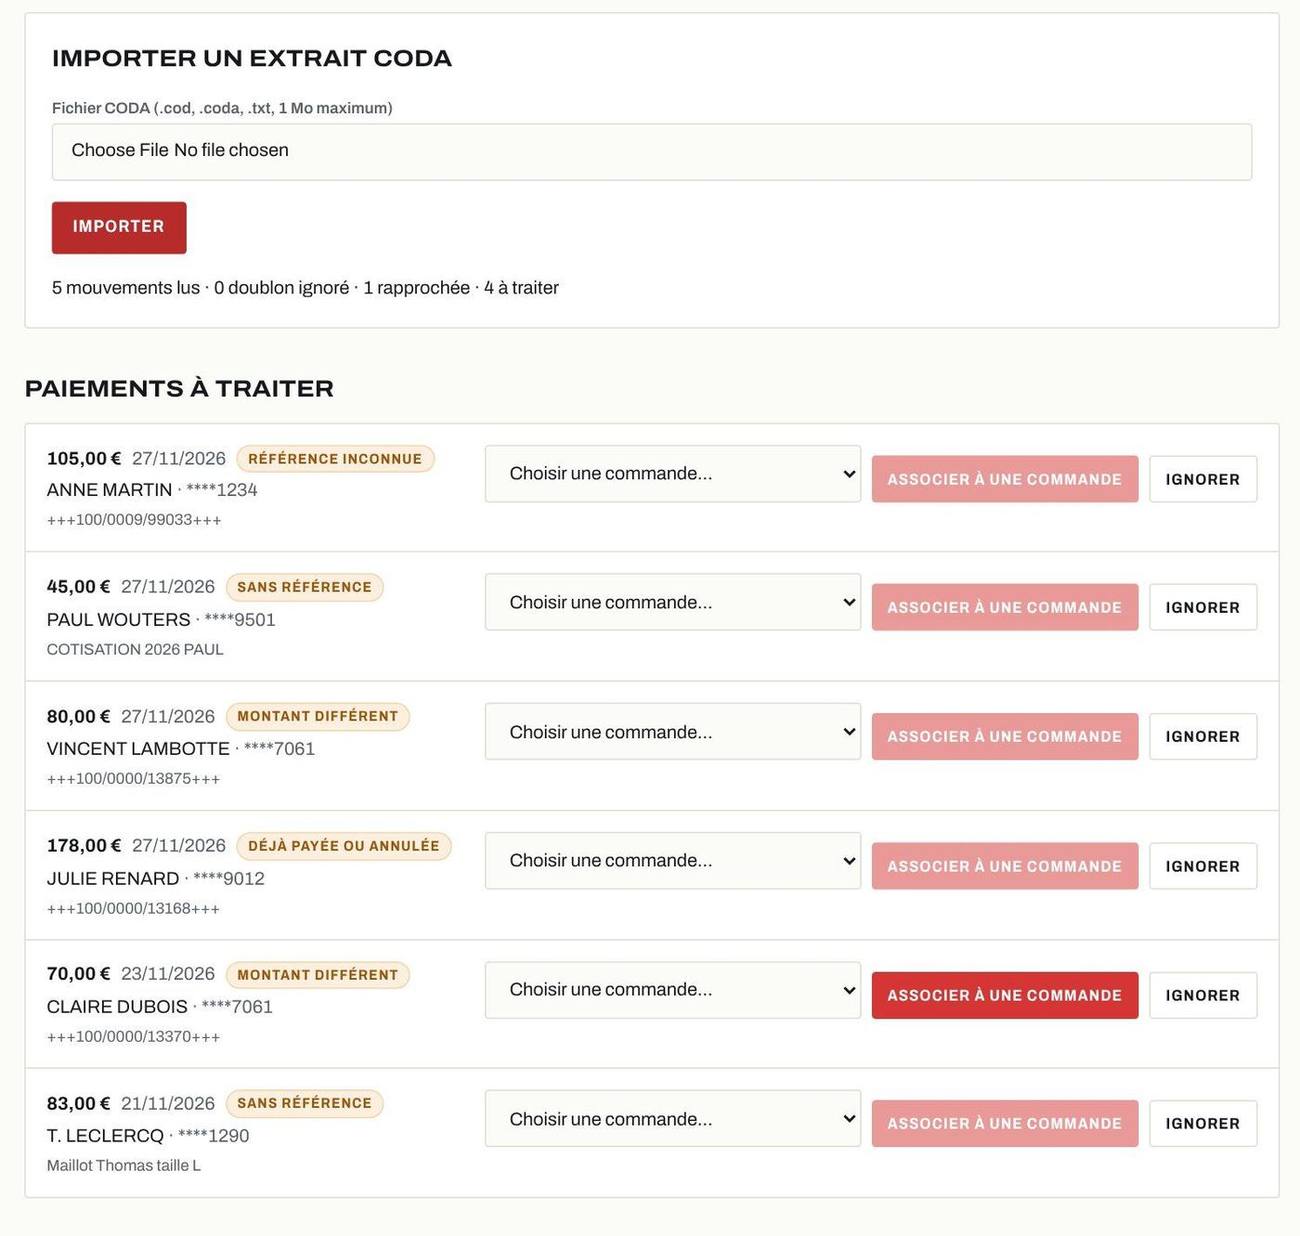 IMPORTER UN EXTRAIT CODA
Fichier CODA (.cod, .coda, .txt, 1 Mo maximum)
Choose File No file chosen
IMPORTER
5 mouvements lus · 0 doublon ignoré · 1 rapprochée · 4 à traiter
PAIEMENTS À TRAITER
105,00 € 27/11/2026 RÉFÉRENCE INCONNUE
ANNE MARTIN · ****1234
+++100/0009/99033+++
Choisir une commande... ASSOCIER À UNE COMMANDE IGNORER
45,00 € 27/11/2026 SANS RÉFÉRENCE
PAUL WOUTERS · ****9501
COTISATION 2026 PAUL
Choisir une commande... ASSOCIER À UNE COMMANDE IGNORER
80,00 € 27/11/2026 MONTANT DIFFÉRENT
VINCENT LAMBOTTE · ****7061
+++100/0000/13875+++
Choisir une commande... ASSOCIER À UNE COMMANDE IGNORER
178,00 € 27/11/2026 DÉJÀ PAYÉE OU ANNULÉE
JULIE RENARD · ****9012
+++100/0000/13168+++
Choisir une commande... ASSOCIER À UNE COMMANDE IGNORER
70,00 € 23/11/2026 MONTANT DIFFÉRENT
CLAIRE DUBOIS · ****7061
+++100/0000/13370+++
Choisir une commande... ASSOCIER À UNE COMMANDE IGNORER
83,00 € 21/11/2026 SANS RÉFÉRENCE
T. LECLERCQ · ****1290
Maillot Thomas taille L
Choisir une commande... ASSOCIER À UNE COMMANDE IGNORER